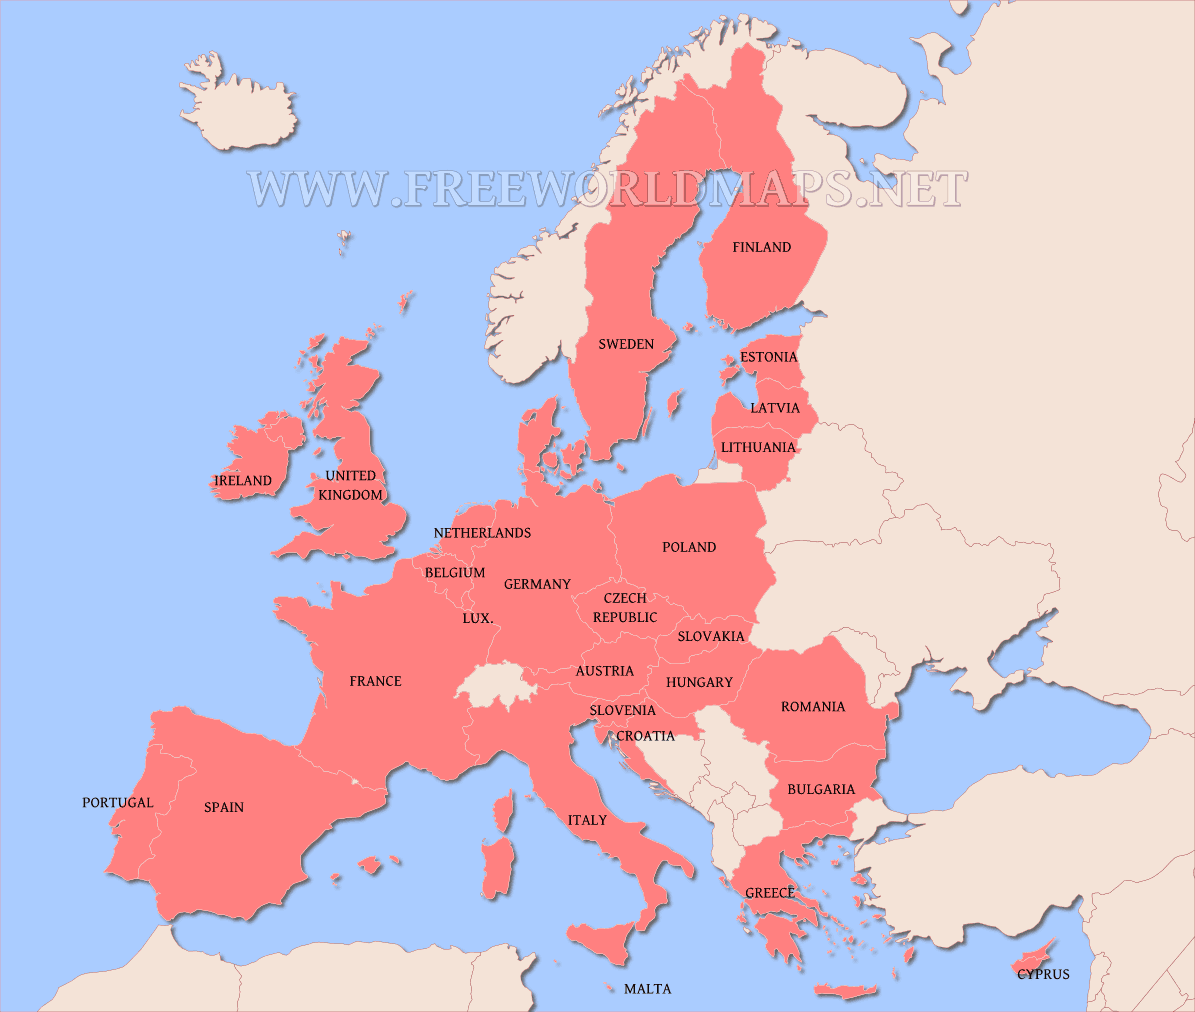 WWW.FREEWORLDMAPS.NET
FINLAND
SWEDEN
ESTONIA
LATVIA
LITHUANIA
IRELAND
UNITED
KINGDOM
NETHERLANDS
POLAND
BELGIUM
GERMANY
CZECH
REPUBLIC
LUX.
SLOVAKIA
AUSTRIA
FRANCE
HUNGARY
SLOVENIA
ROMANIA
CROATIA
BULGARIA
PORTUGAL
SPAIN
ITALY
GREECE
CYPRUS
MALTA